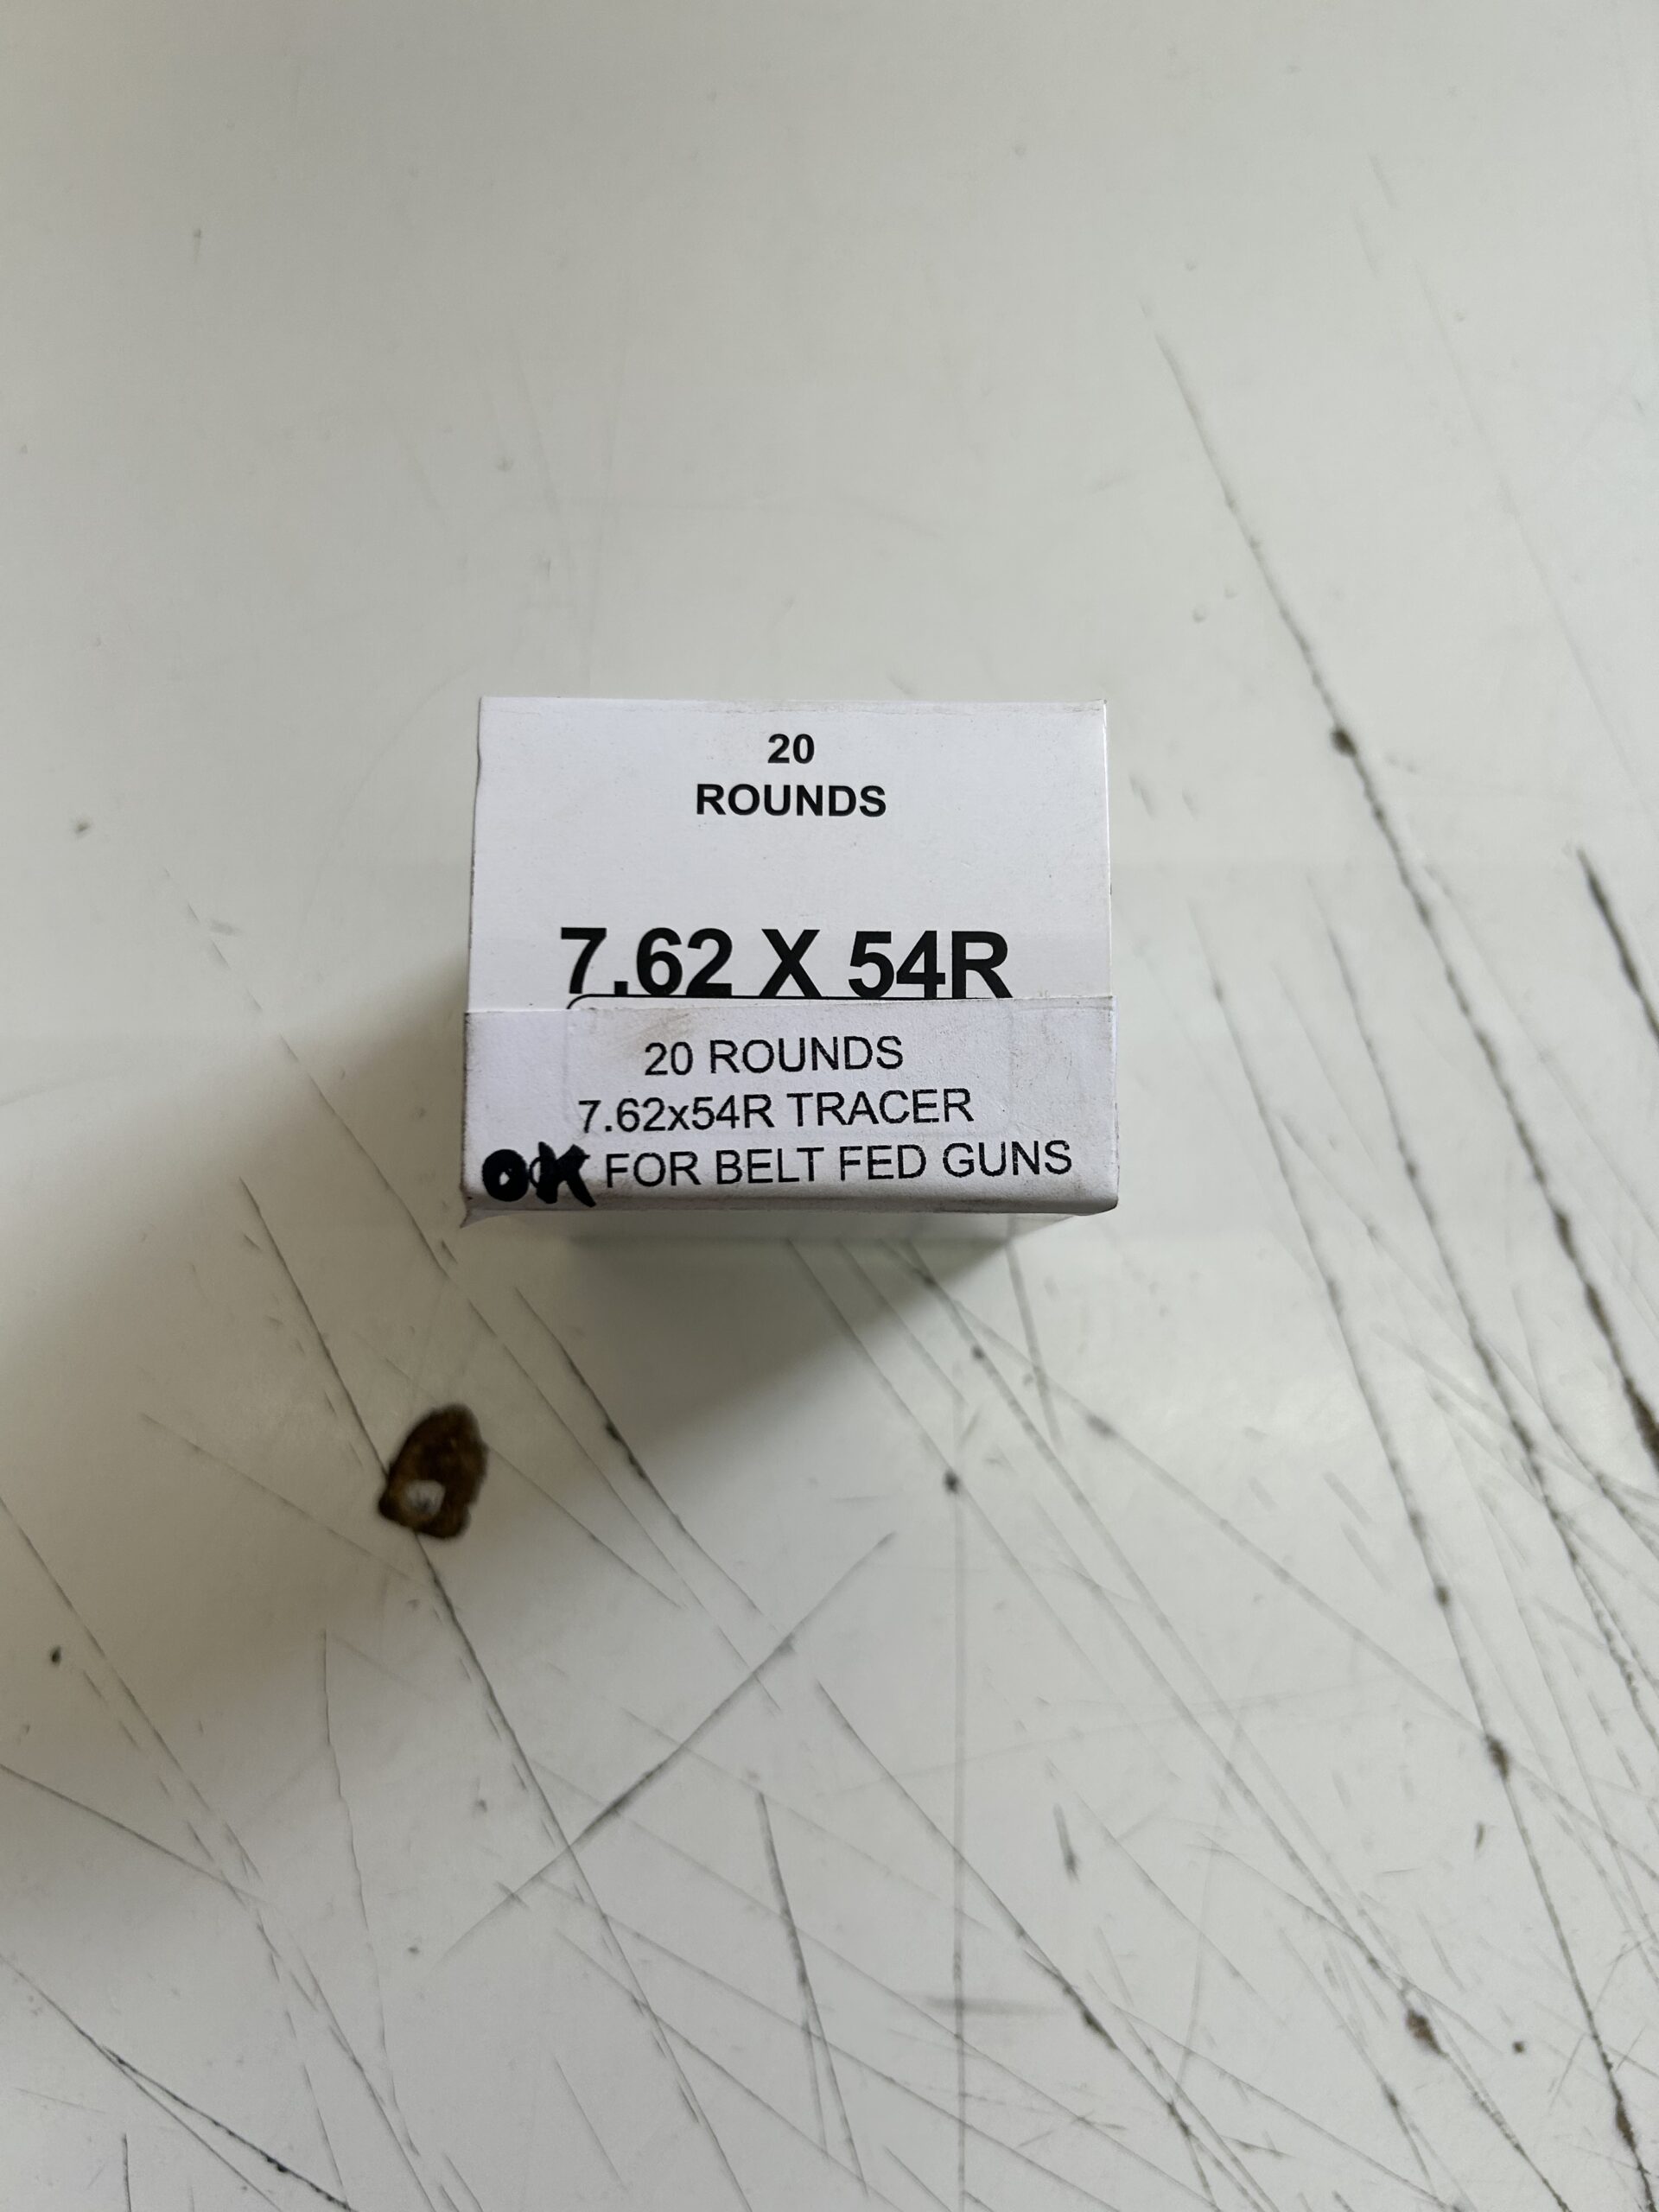 20
ROUNDS
7.62 X 54R
20 ROUNDS
7.62x54R TRACER
OK FOR BELT FED GUNS